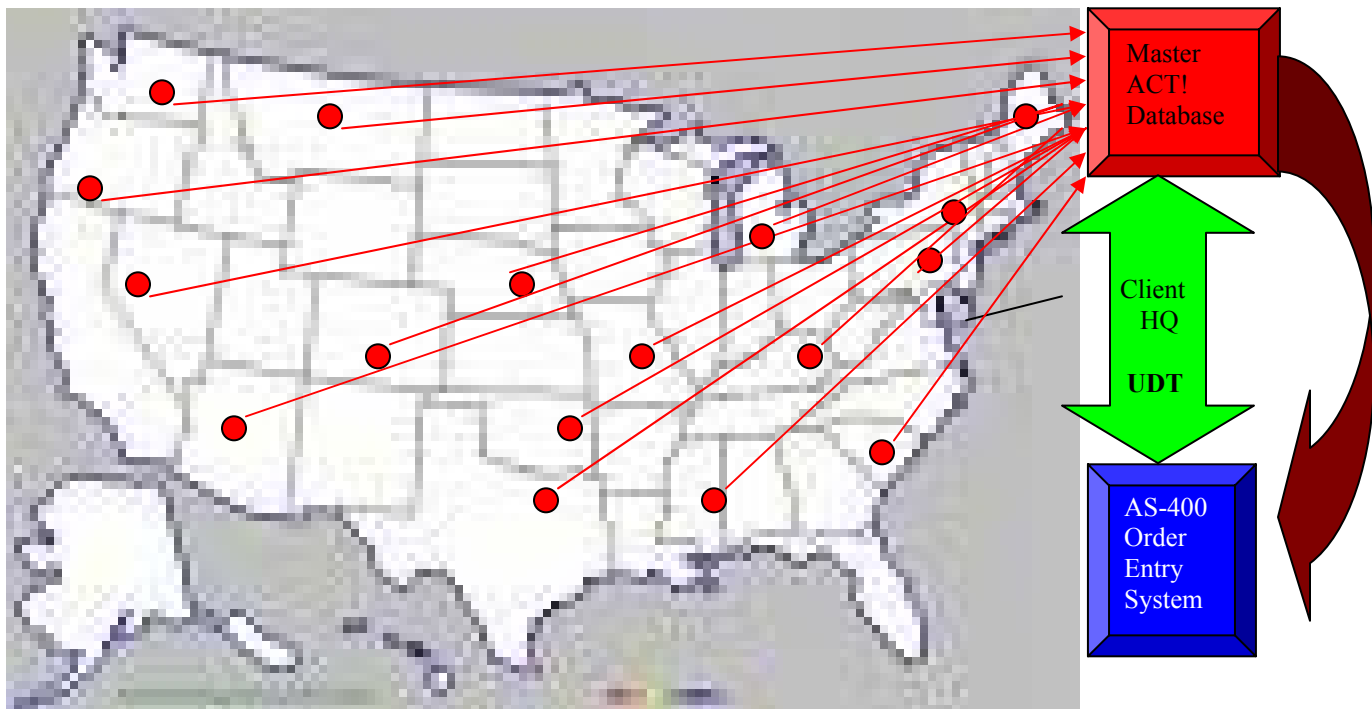 Master
ACT!
Database
Client
HQ
UDT
AS-400
Order
Entry
System